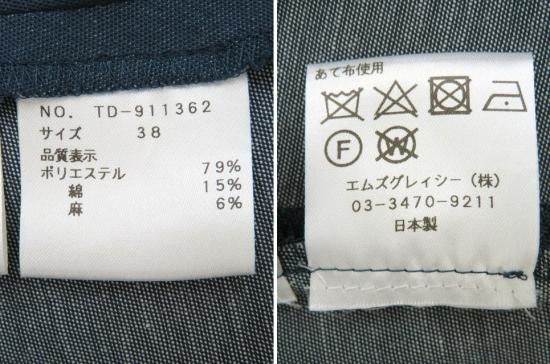 NO. TD-911362
サイズ 38
品質表示
ポリエステル 79%
綿 15%
麻 6%
あて布使用
F W
エムズグレイシー(株)
03-3470-9211
日本製